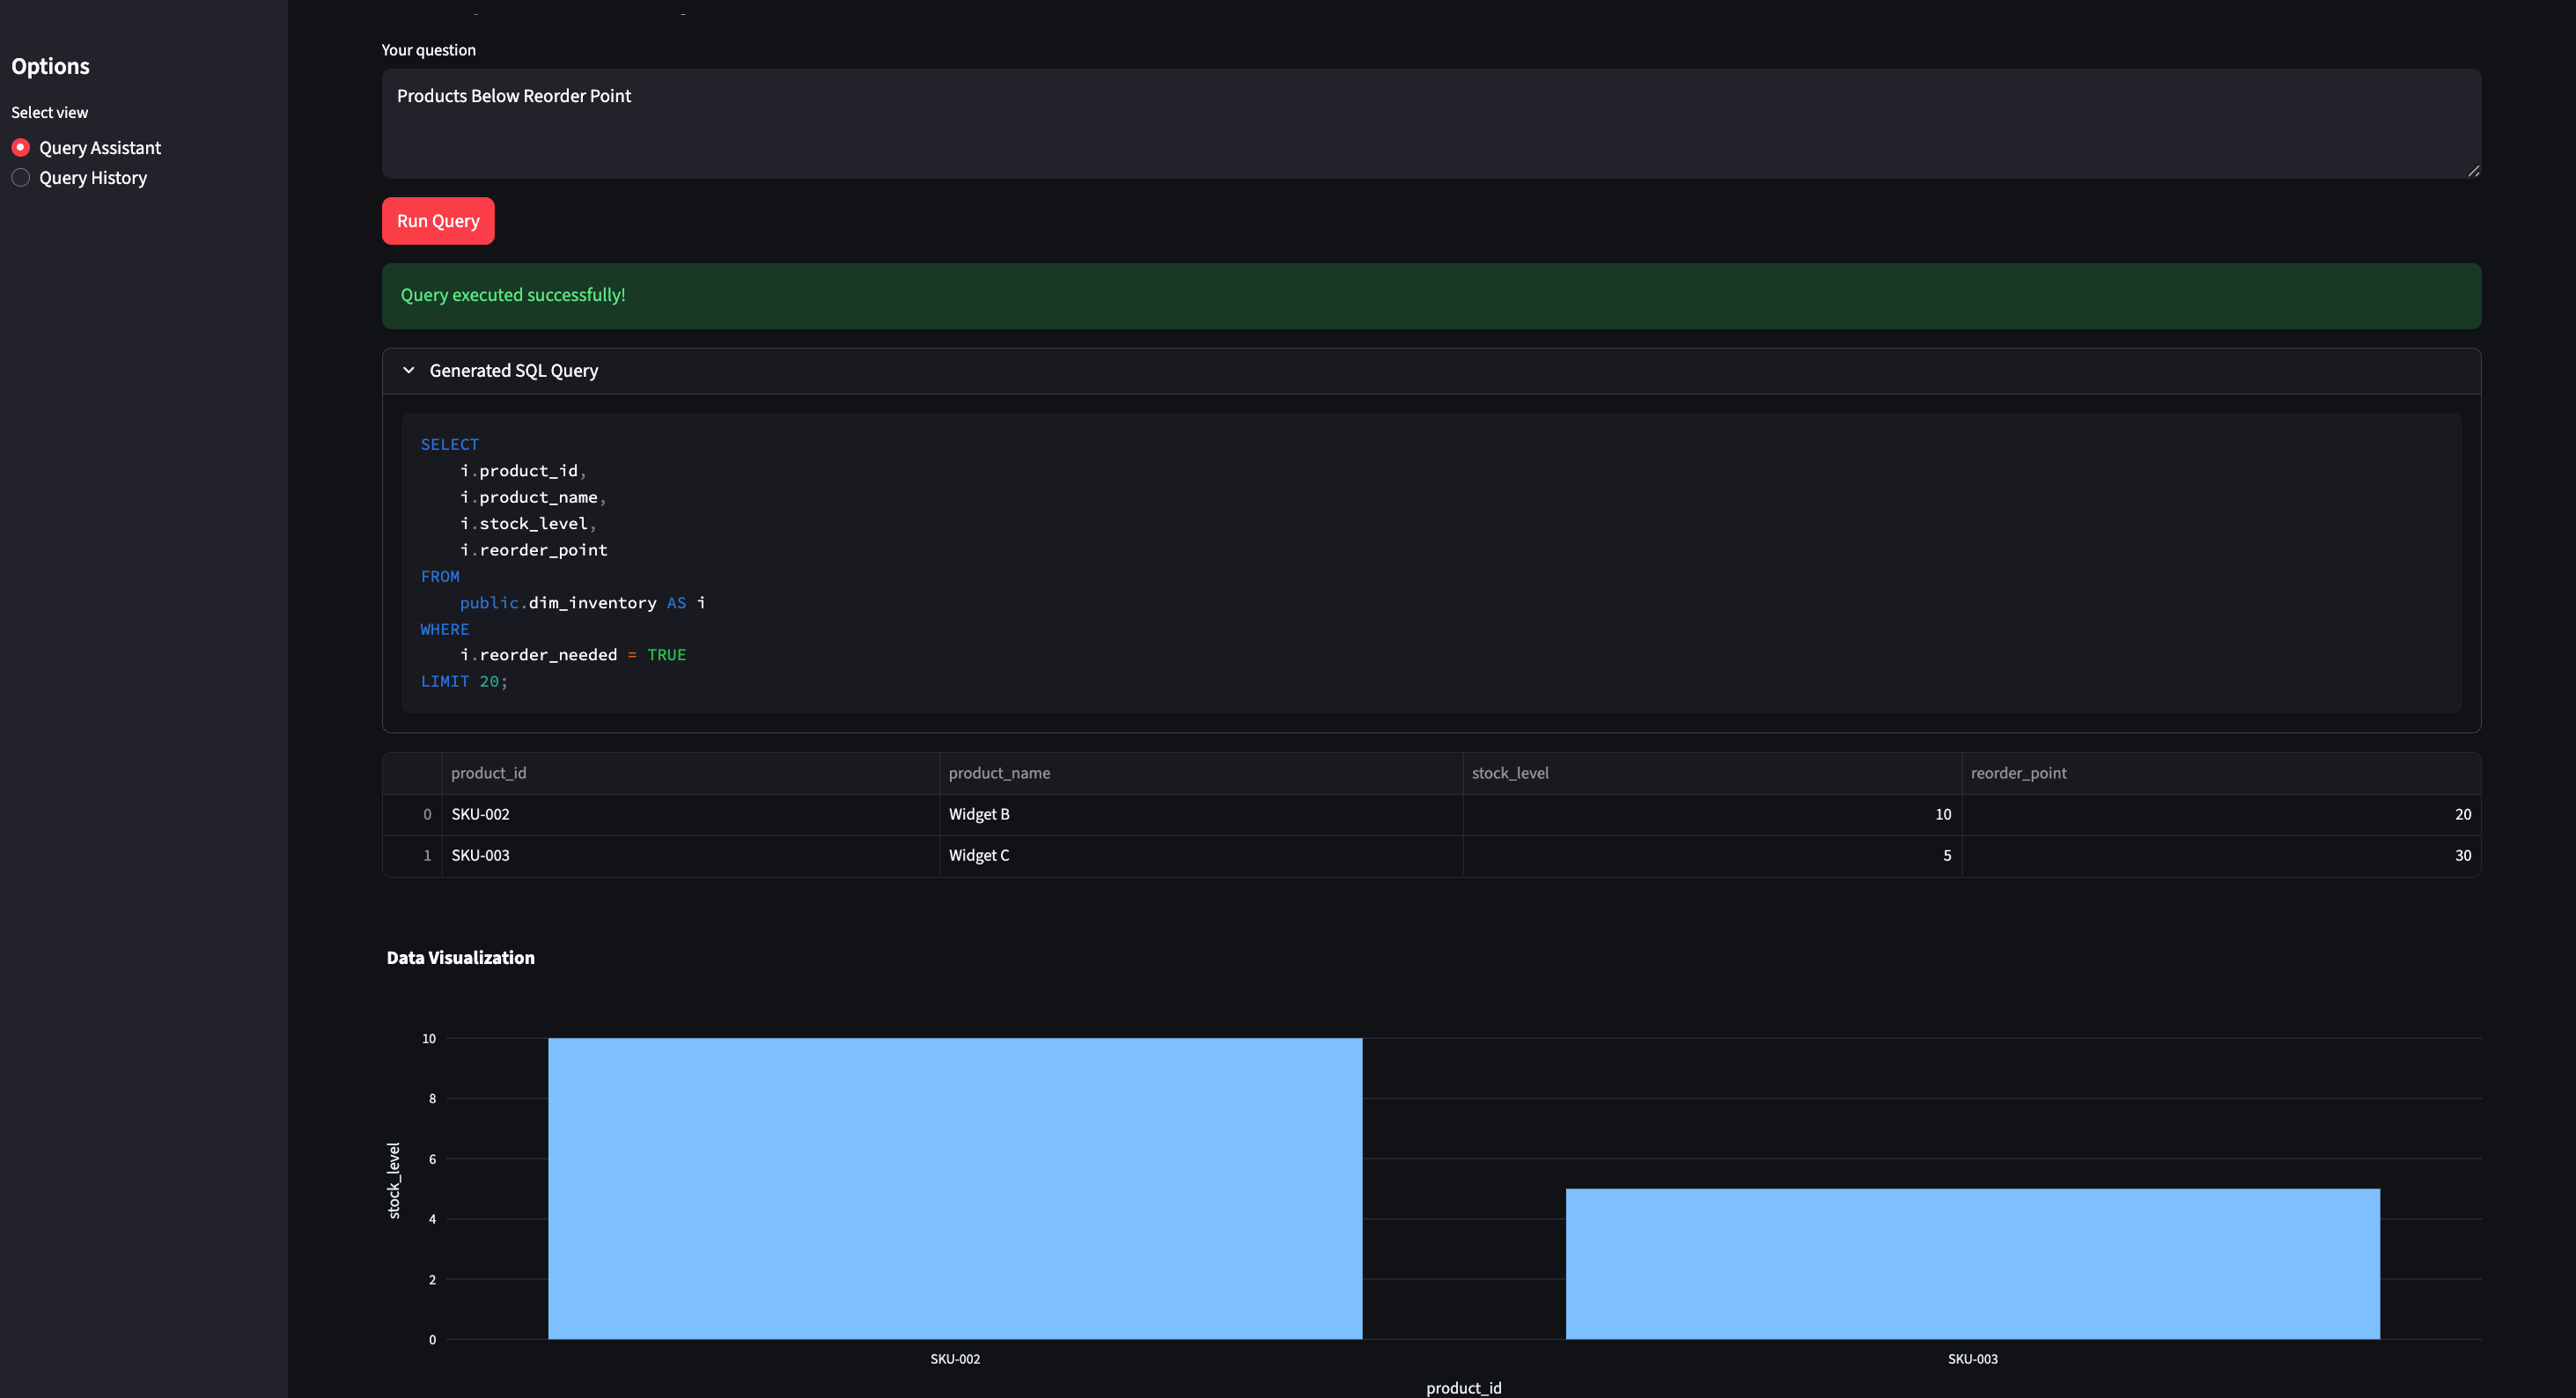 Options
Select view
Query Assistant
Query History
Your question
Products Below Reorder Point
Run Query
Query executed successfully!
Generated SQL Query
SELECT
    i.product_id,
    i.product_name,
    i.stock_level,
    i.reorder_point
FROM
    public.dim_inventory AS i
WHERE
    i.reorder_needed = TRUE
LIMIT 20;
product_id product_name stock_level reorder_point
0 SKU-002 Widget B 10 20
1 SKU-003 Widget C 5 30
Data Visualization
10
8
6
4
2
0
stock_level
SKU-002 SKU-003
product_id